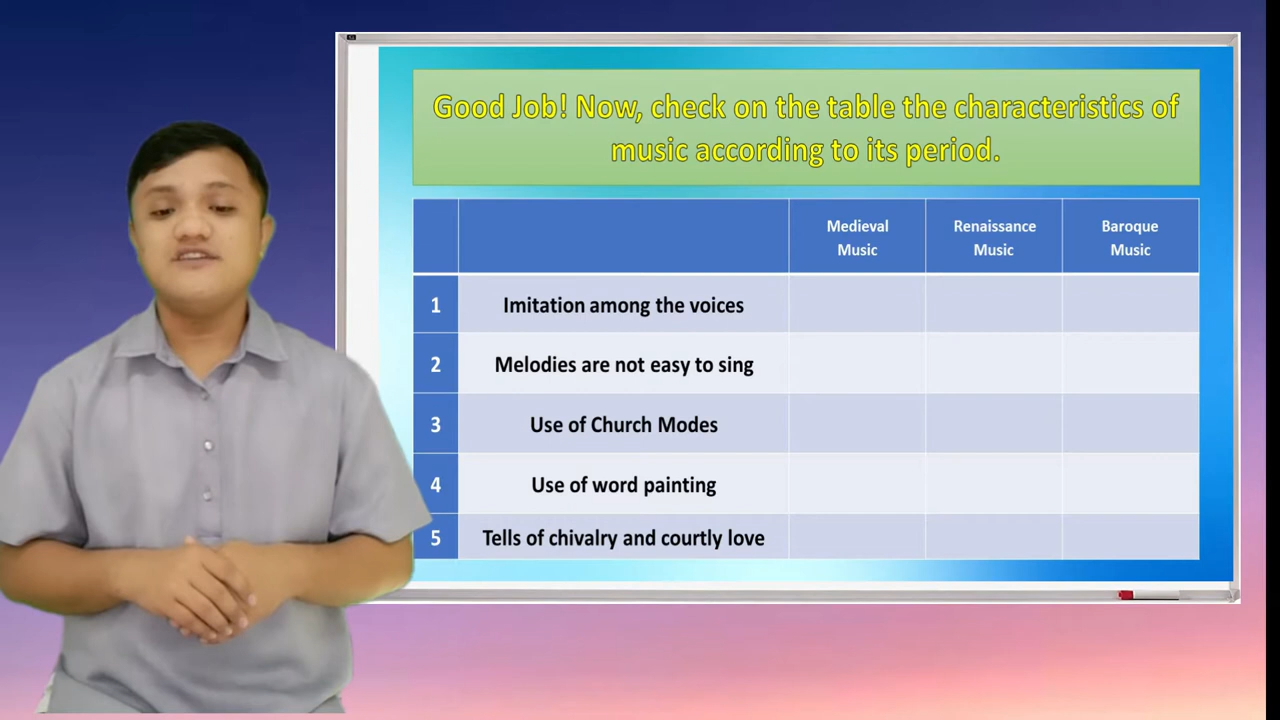 Good Job! Now, check on the table the characteristics of
music according to its period.
Medieval
Music
Renaissance
Music
Baroque
Music
1
Imitation among the voices
2
Melodies are not easy to sing
3
Use of Church Modes
4
Use of word painting
5
Tells of chivalry and courtly love